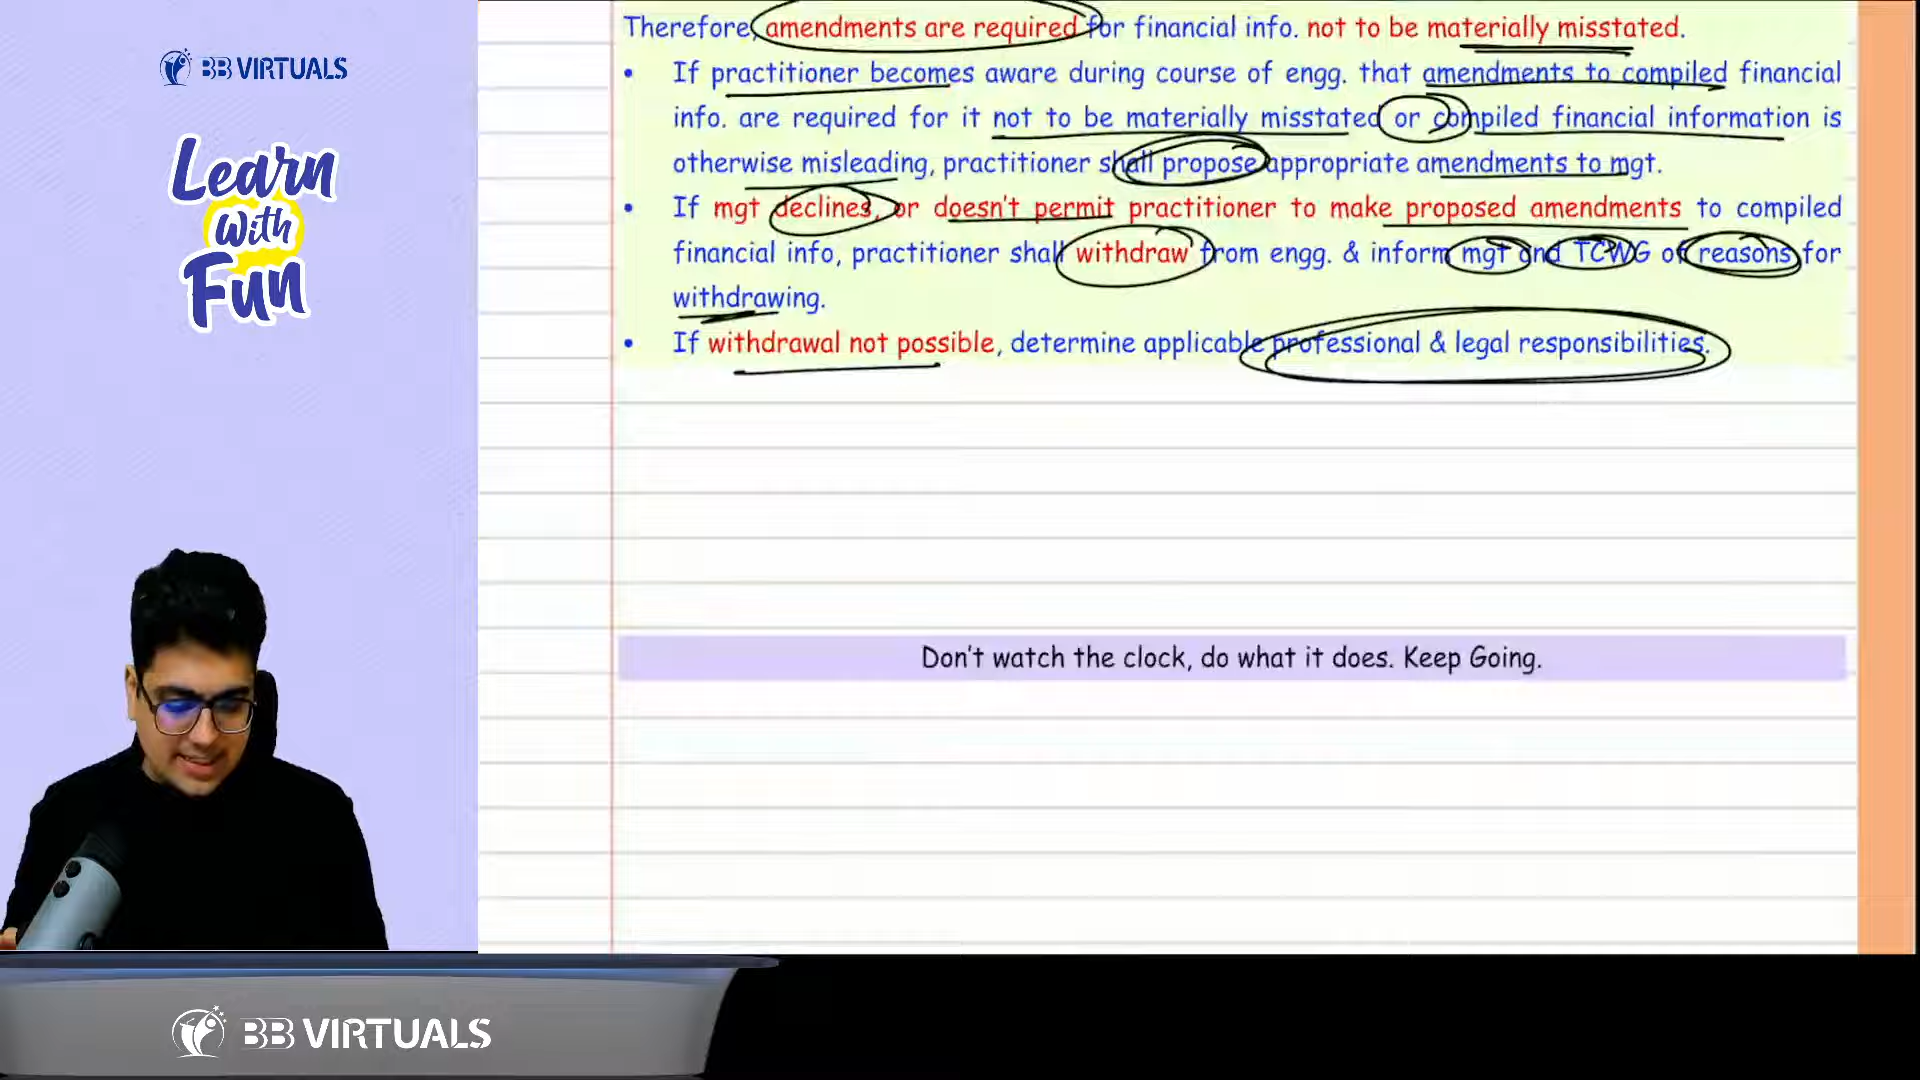 BB VIRTUALS
Learn
With
Fun
Therefore, amendments are required for financial info. not to be materially misstated.
• If practitioner becomes aware during course of engg. that amendments to compiled financial
info. are required for it not to be materially misstated or compiled financial information is
otherwise misleading, practitioner shall propose appropriate amendments to mgt.
• If mgt declines, or doesn't permit practitioner to make proposed amendments to compiled
financial info, practitioner shall withdraw from engg. & inform mgt and TCWG of reasons for
withdrawing.
• If withdrawal not possible, determine applicable professional & legal responsibilities.
Don't watch the clock, do what it does. Keep Going.
BB VIRTUALS